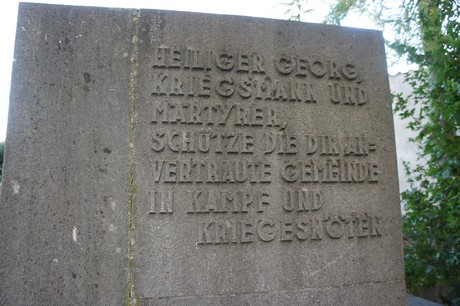 HEILIGER GEORG,
KRIEGSMANN UND
MÄRTYRER,
SCHÜTZE DIE DIR AN-
VERTRAUTE GEMEINDE
IN KAMPF UND
KRIEGESNÖTEN